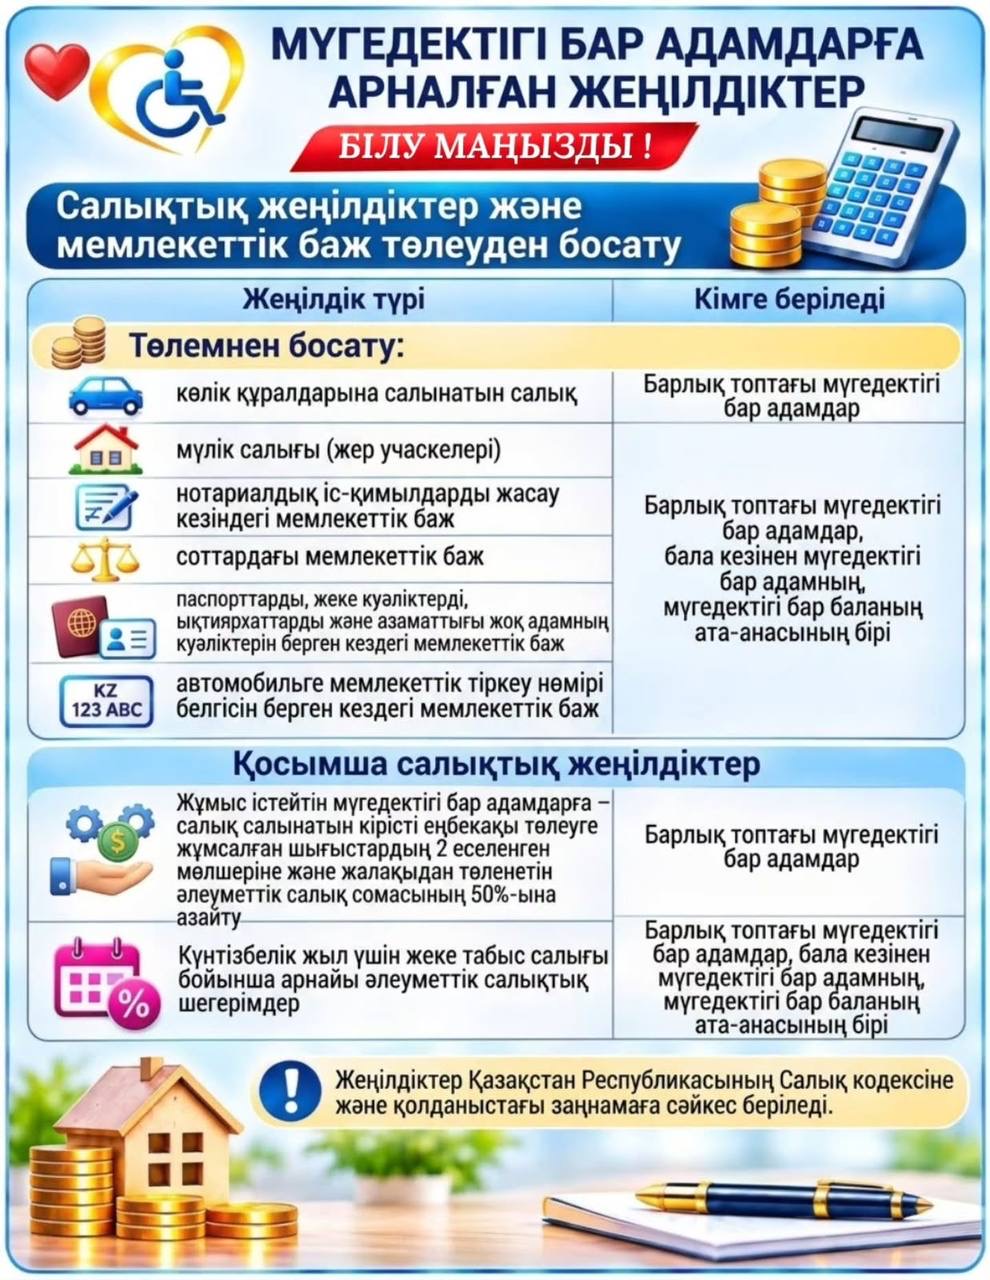 МҮГЕДЕКТІГІ БАР АДАМДАРҒА
АРНАЛҒАН ЖЕҢІЛДІКТЕР
БІЛУ МАҢЫЗДЫ !
Салықтық жеңілдіктер және
мемлекеттік баж төлеуден босату
Жеңілдік түрі
Кімге беріледі
Төлемнен босату:
көлік құралдарына салынатын салық
Барлық топтағы мүгедектігі
бар адамдар
мүлік салығы (жер учаскелері)
нотариалдық іс-қимылдарды жасау
кезіндегі мемлекеттік баж
соттардағы мемлекеттік баж
паспорттарды, жеке куәліктерді,
ықтиярхаттарды және азаматтығы жоқ адамның
куәліктерін берген кездегі мемлекеттік баж
KZ
123 ABC
автомобильге мемлекеттік тіркеу нөмірі
белгісін берген кездегі мемлекеттік баж
Барлық топтағы мүгедектігі
бар адамдар,
бала кезінен мүгедектігі
бар адамның,
мүгедектігі бар баланың
ата-анасының бірі
Қосымша салықтық жеңілдіктер
$
Жұмыс істейтін мүгедектігі бар адамдарға –
салық салынатын кірісті еңбекақы төлеуге
жұмсалған шығыстардың 2 еселенген
мөлшеріне және жалақыдан төленетін
әлеуметтік салық сомасының 50%-ына
азайту
Барлық топтағы мүгедектігі
бар адамдар
%
Күнтізбелік жыл үшін жеке табыс салығы
бойынша арнайы әлеуметтік салықтық
шегерімдер
Барлық топтағы мүгедектігі
бар адамдар, бала кезінен
мүгедектігі бар адамның,
мүгедектігі бар баланың
ата-анасының бірі
!
Жеңілдіктер Қазақстан Республикасының Салық кодексіне
және қолданыстағы заңнамаға сәйкес беріледі.